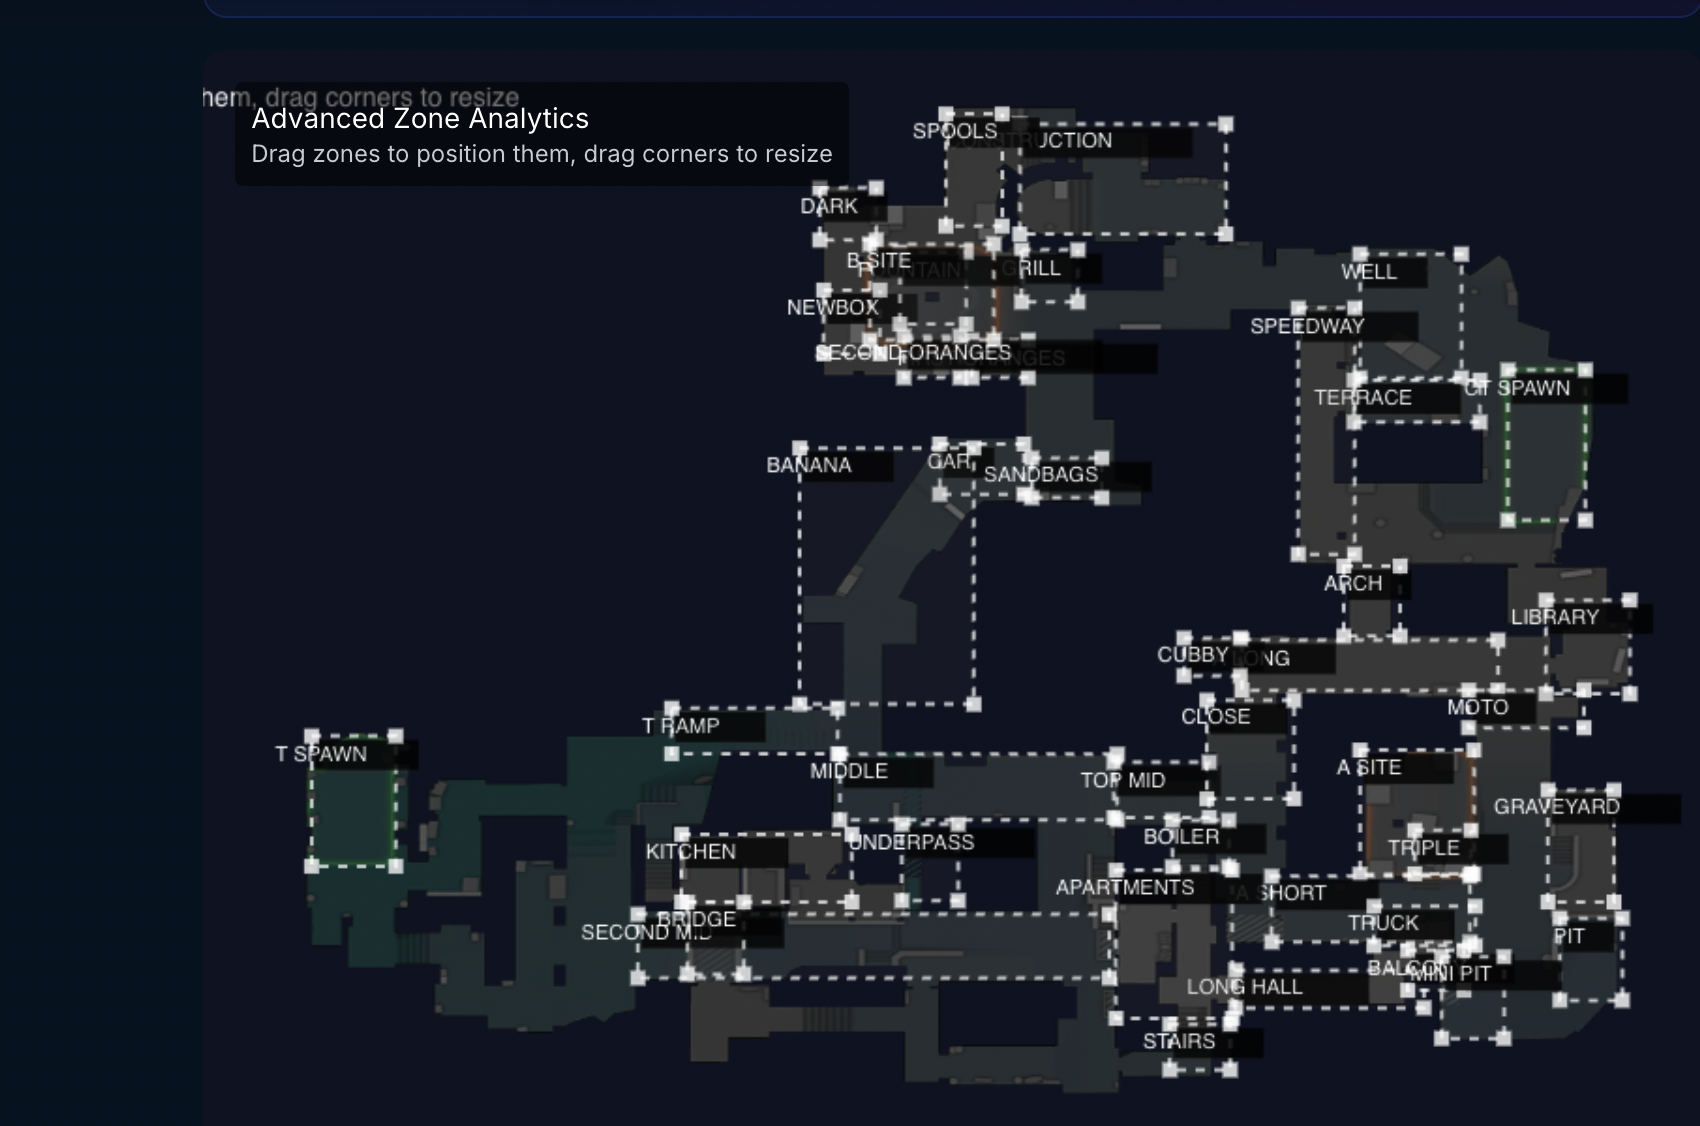 hem, drag corners to resize
Advanced Zone Analytics
Drag zones to position them, drag corners to resize
SPOOLS
UCTION
DARK
B SITE
GRILL
WELL
NEWBOX
SPEEDWAY
SECOND ORANGES
TERRACE
CT SPAWN
BANANA
CAR
SANDBAGS
ARCH
LIBRARY
CUBBY
LONG
MOTO
CLOSE
T RAMP
T SPAWN
MIDDLE
TOP MID
A SITE
GRAVEYARD
KITCHEN
UNDERPASS
BOILER
TRIPLE
APARTMENTS
A SHORT
BRIDGE
SECOND MID
TRUCK
PIT
BALCON
MINI PIT
LONG HALL
STAIRS